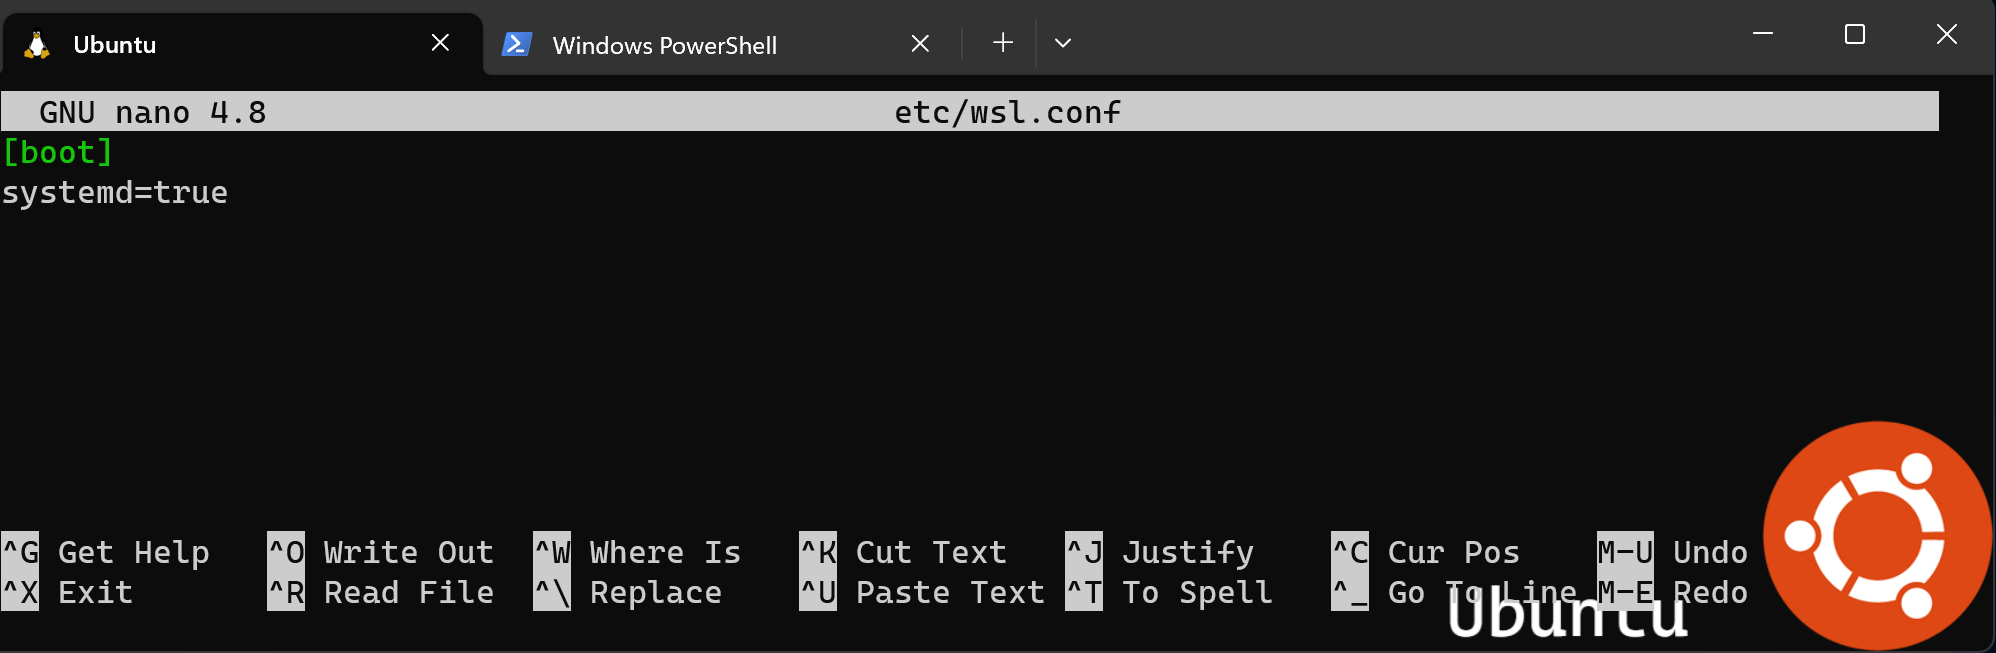 Ubuntu
Windows PowerShell
GNU nano 4.8 etc/wsl.conf
[boot]
systemd=true
^G Get Help ^O Write Out ^W Where Is ^K Cut Text ^J Justify ^C Cur Pos M-U Undo
^X Exit ^R Read File ^\ Replace ^U Paste Text ^T To Spell ^_ Go To Line M-E Redo
Ubuntu